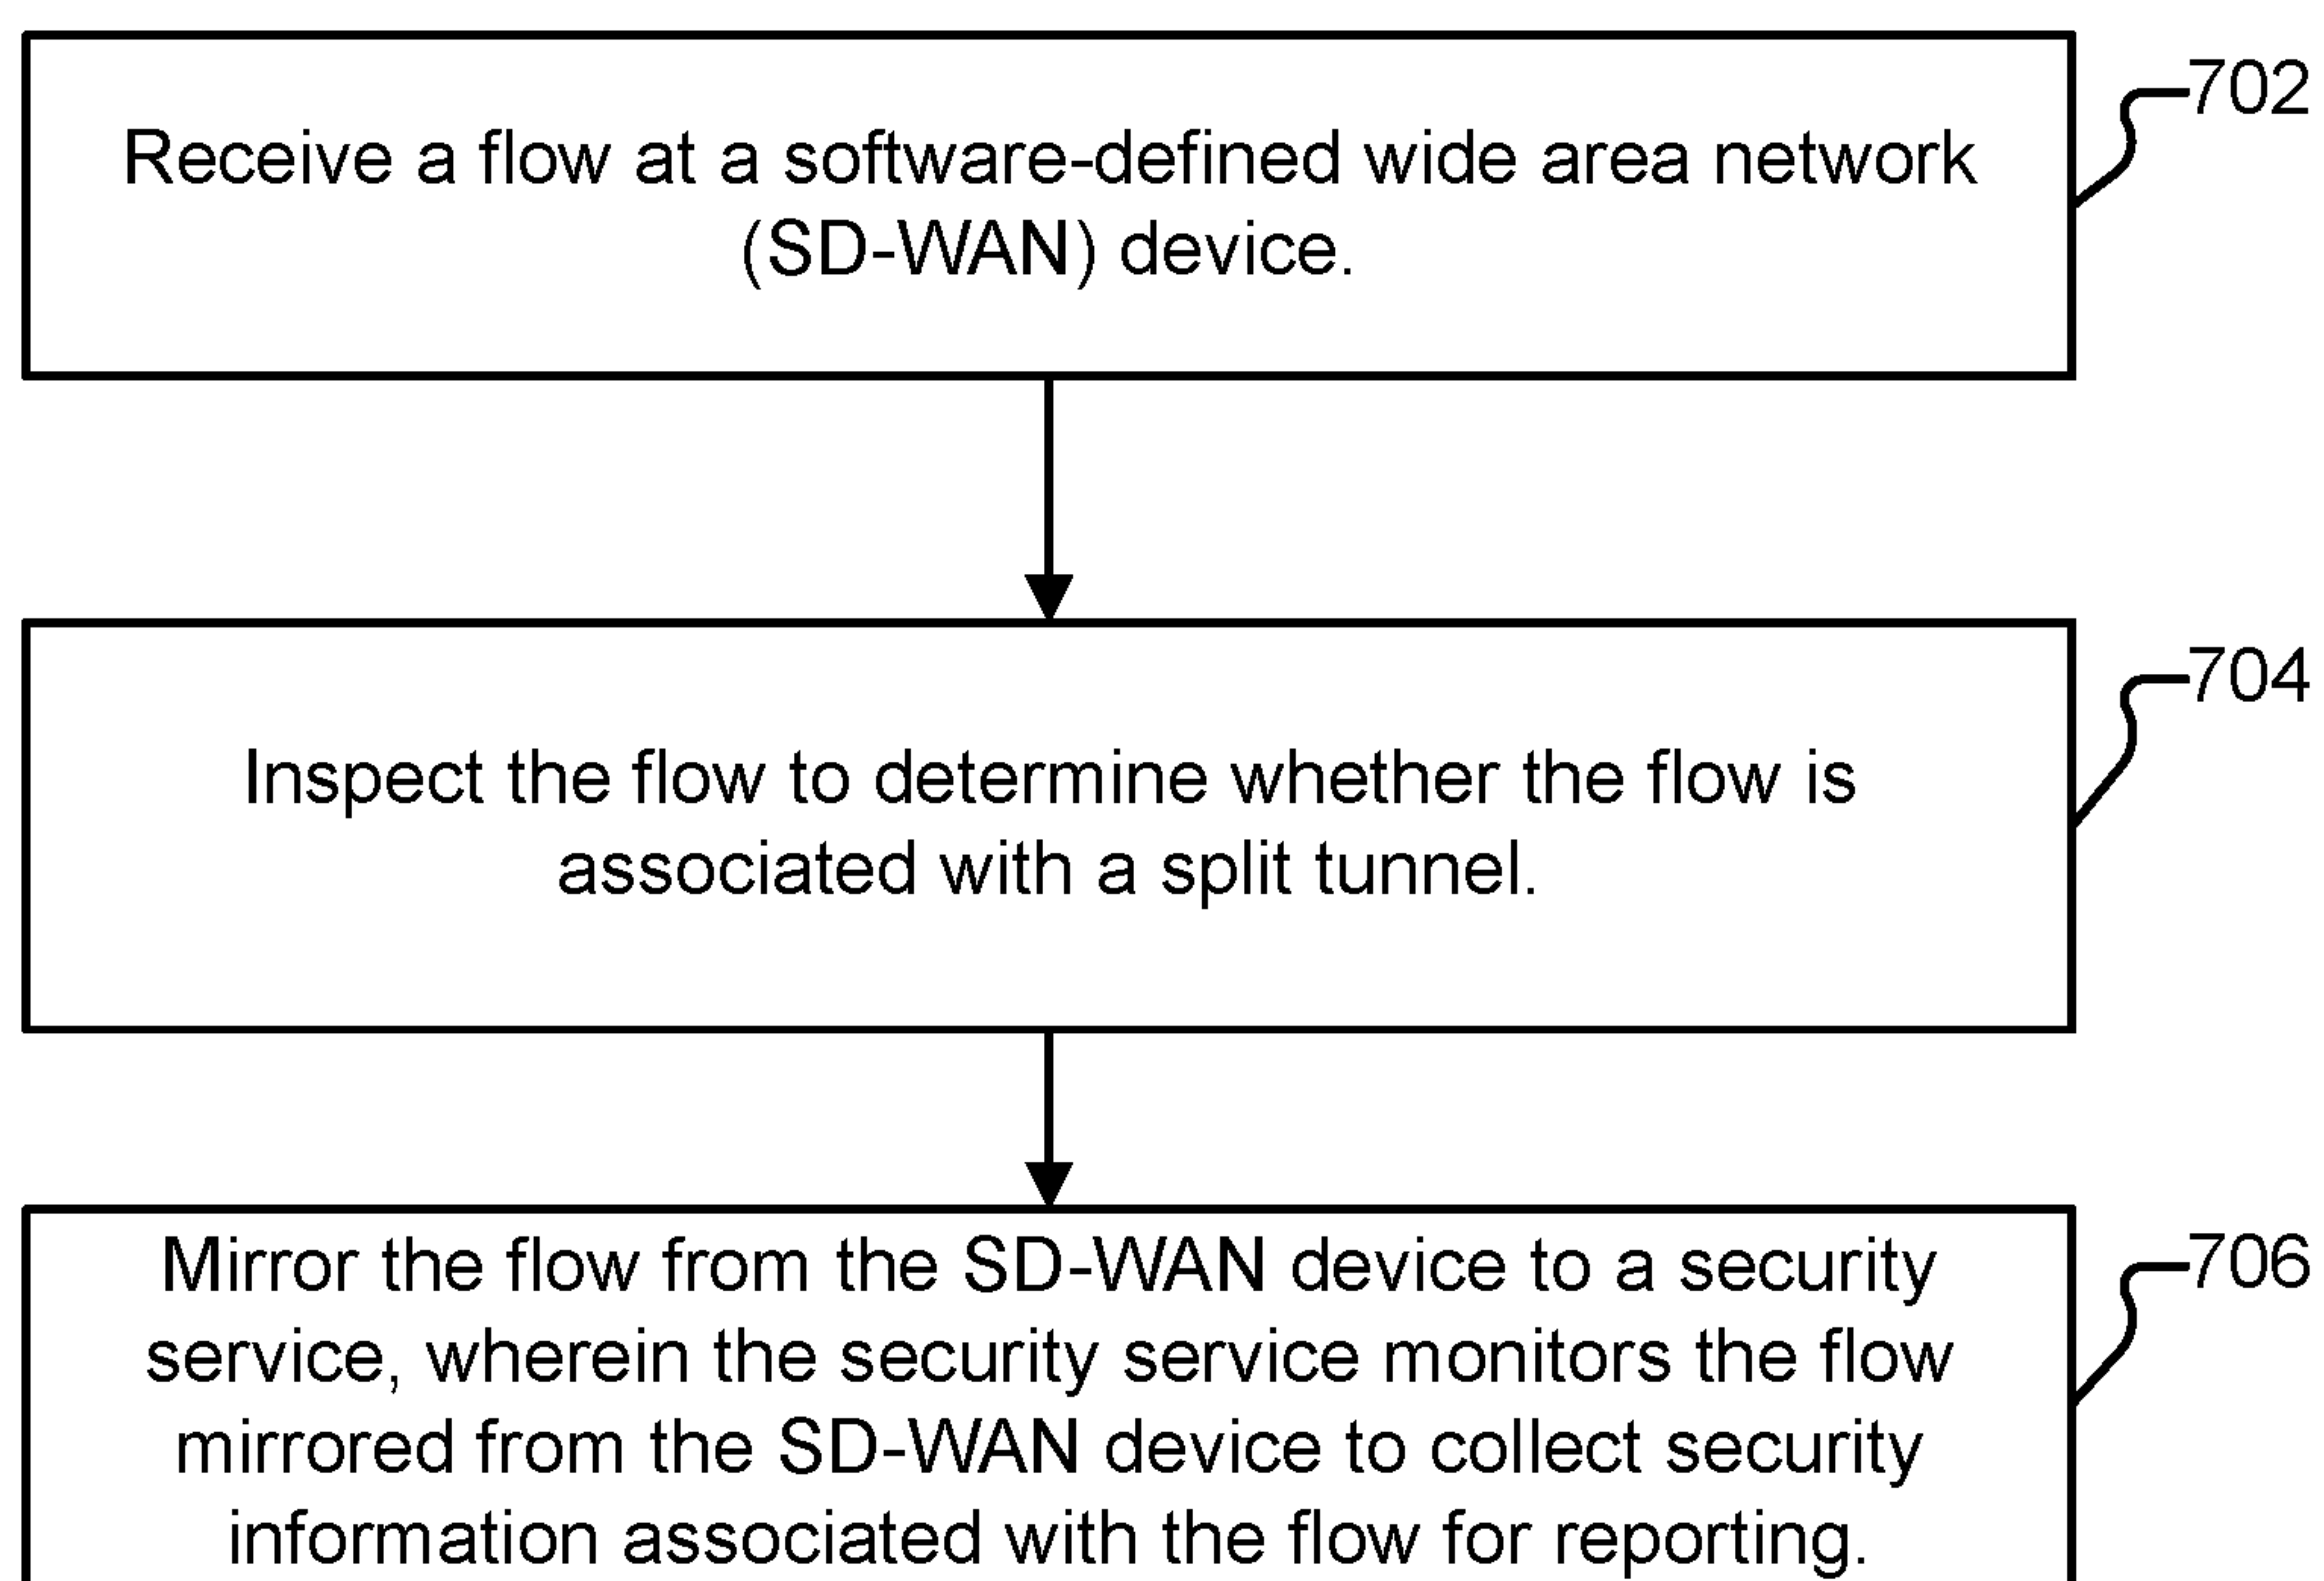 Receive a flow at a software-defined wide area network
(SD-WAN) device.
702
Inspect the flow to determine whether the flow is
associated with a split tunnel.
704
Mirror the flow from the SD-WAN device to a security
service, wherein the security service monitors the flow
mirrored from the SD-WAN device to collect security
information associated with the flow for reporting.
706